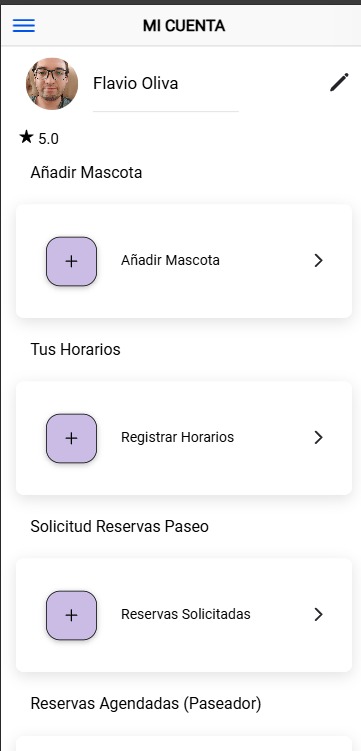 MI CUENTA
Flavio Oliva
★ 5.0
Añadir Mascota
+ Añadir Mascota
Tus Horarios
+ Registrar Horarios
Solicitud Reservas Paseo
+ Reservas Solicitadas
Reservas Agendadas (Paseador)